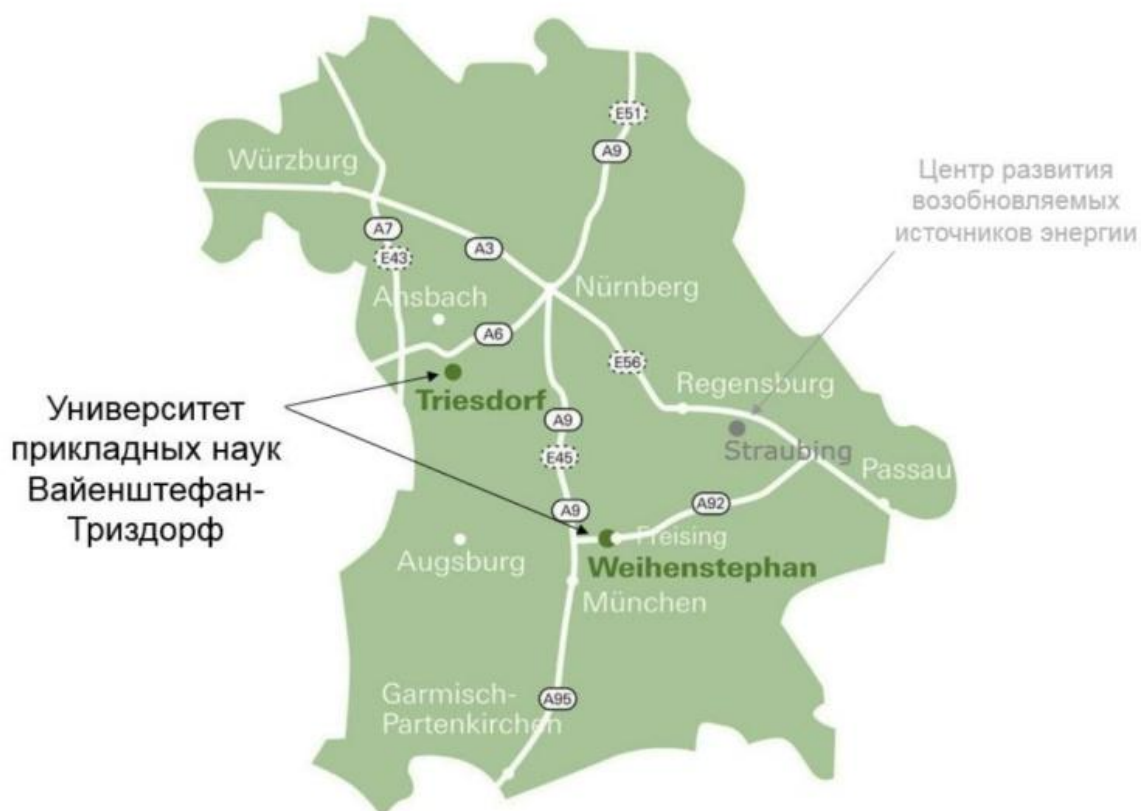 E51
A9
Würzburg
Центр развития
возобновляемых
источников энергии
A7
A3
E43
Nürnberg
Ansbach
A6
E56
Regensburg
Университет
прикладных наук
Вайенштефан-
Триздорф
Triesdorf
A9
Straubing
E45
Passau
A92
A9
Freising
Augsburg
Weihenstephan
München
Garmisch-
Partenkirchen
A95